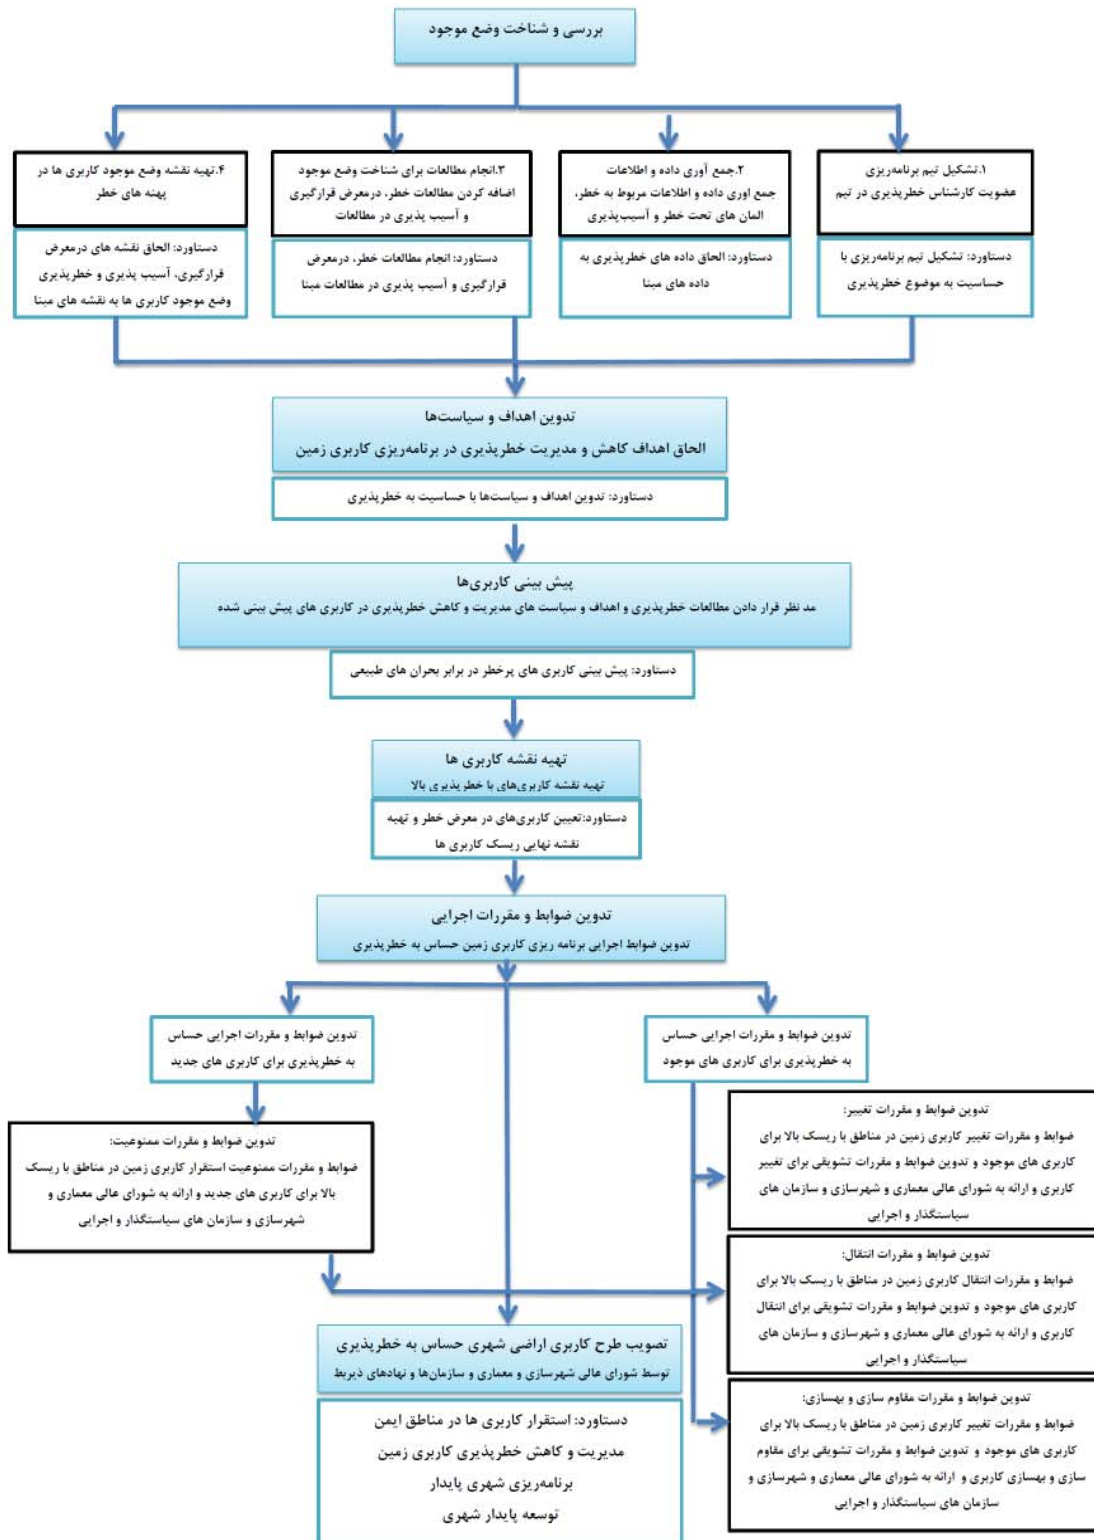 بررسی و شناخت وضع موجود
۱.تشکیل تیم برنامه‌ریزی
عضویت کارشناس خطرپذیری در تیم
دستاورد: تشکیل تیم برنامه‌ریزی با
حساسیت به موضوع خطرپذیری
۲.جمع آوری داده و اطلاعات
جمع اوری داده و اطلاعات مربوط به خطر،
المان های تحت خطر و آسیب‌پذیری
دستاورد: الحاق داده های خطرپذیری به
داده های مبنا
۳.انجام مطالعات برای شناخت وضع موجود
اضافه کردن مطالعات خطر، درمعرض قرارگیری
و آسیب پذیری در مطالعات
دستاورد: انجام مطالعات خطر، درمعرض
قرارگیری و آسیب پذیری در مطالعات مبنا
۴.تهیه نقشه وضع موجود کاربری ها در
پهنه های خطر
دستاورد: الحاق نقشه های درمعرض
قرارگیری، آسیب پذیری و خطرپذیری
وضع موجود کاربری ها به نقشه های مبنا
تدوین اهداف و سیاست‌ها
الحاق اهداف کاهش و مدیریت خطرپذیری در برنامه‌ریزی کاربری زمین
دستاورد: تدوین اهداف و سیاست‌ها با حساسیت به خطرپذیری
پیش بینی کاربری‌ها
مد نظر قرار دادن مطالعات خطرپذیری و اهداف و سیاست های مدیریت و کاهش خطرپذیری در کاربری های پیش بینی شده
دستاورد: پیش بینی کاربری های پرخطر در برابر بحران های طبیعی
تهیه نقشه کاربری ها
تهیه نقشه کاربری‌های با خطرپذیری بالا
دستاورد:تعیین کاربری‌های در معرض خطر و تهیه
نقشه نهایی ریسک کاربری ها
تدوین ضوابط و مقررات اجرایی
تدوین ضوابط اجرایی برنامه ریزی کاربری زمین حساس به خطرپذیری
تدوین ضوابط و مقررات اجرایی حساس
به خطرپذیری برای کاربری های موجود
تدوین ضوابط و مقررات اجرایی حساس
به خطرپذیری برای کاربری های جدید
تدوین ضوابط و مقررات تغییر:
ضوابط و مقررات تغییر کاربری زمین در مناطق با ریسک بالا برای
کاربری های موجود و تدوین ضوابط و مقررات تشویقی برای تغییر
کاربری و ارائه به شورای عالی معماری و شهرسازی و سازمان های
سیاستگذار و اجرایی
تدوین ضوابط و مقررات ممنوعیت:
ضوابط و مقررات ممنوعیت استقرار کاربری زمین در مناطق با ریسک
بالا برای کاربری های جدید و ارائه به شورای عالی معماری و
شهرسازی و سازمان های سیاستگذار و اجرایی
تدوین ضوابط و مقررات انتقال:
ضوابط و مقررات انتقال کاربری زمین در مناطق با ریسک بالا برای
کاربری های موجود و تدوین ضوابط و مقررات تشویقی برای انتقال
کاربری و ارائه به شورای عالی معماری و شهرسازی و سازمان های
سیاستگذار و اجرایی
تدوین ضوابط و مقررات مقاوم سازی و بهسازی:
ضوابط و مقررات تغییر کاربری زمین در مناطق با ریسک بالا برای
کاربری های موجود و تدوین ضوابط و مقررات تشویقی برای مقاوم
سازی و بهسازی کاربری و ارائه به شورای عالی معماری و شهرسازی و
سازمان های سیاستگذار و اجرایی
تصویب طرح کاربری اراضی شهری حساس به خطرپذیری
توسط شورای عالی شهرسازی و معماری و سازمان‌ها و نهادهای ذیربط
دستاورد: استقرار کاربری ها در مناطق ایمن
مدیریت و کاهش خطرپذیری کاربری زمین
برنامه‌ریزی شهری پایدار
توسعه پایدار شهری